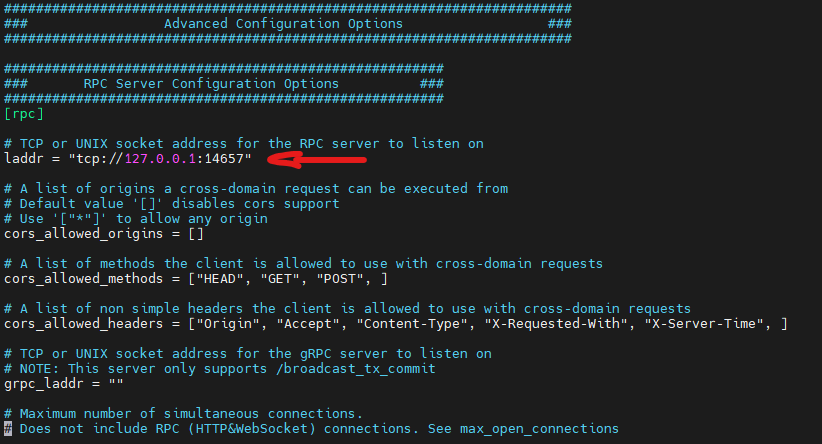 #######################################################################
###                 Advanced Configuration Options                  ###
#######################################################################
#######################################################
###       RPC Server Configuration Options          ###
#######################################################
[rpc]
# TCP or UNIX socket address for the RPC server to listen on
laddr = "tcp://127.0.0.1:14657"
# A list of origins a cross-domain request can be executed from
# Default value '[]' disables cors support
# Use '["*"]' to allow any origin
cors_allowed_origins = []
# A list of methods the client is allowed to use with cross-domain requests
cors_allowed_methods = ["HEAD", "GET", "POST", ]
# A list of non simple headers the client is allowed to use with cross-domain requests
cors_allowed_headers = ["Origin", "Accept", "Content-Type", "X-Requested-With", "X-Server-Time", ]
# TCP or UNIX socket address for the gRPC server to listen on
# NOTE: This server only supports /broadcast_tx_commit
grpc_laddr = ""
# Maximum number of simultaneous connections.
# Does not include RPC (HTTP&WebSocket) connections. See max_open_connections